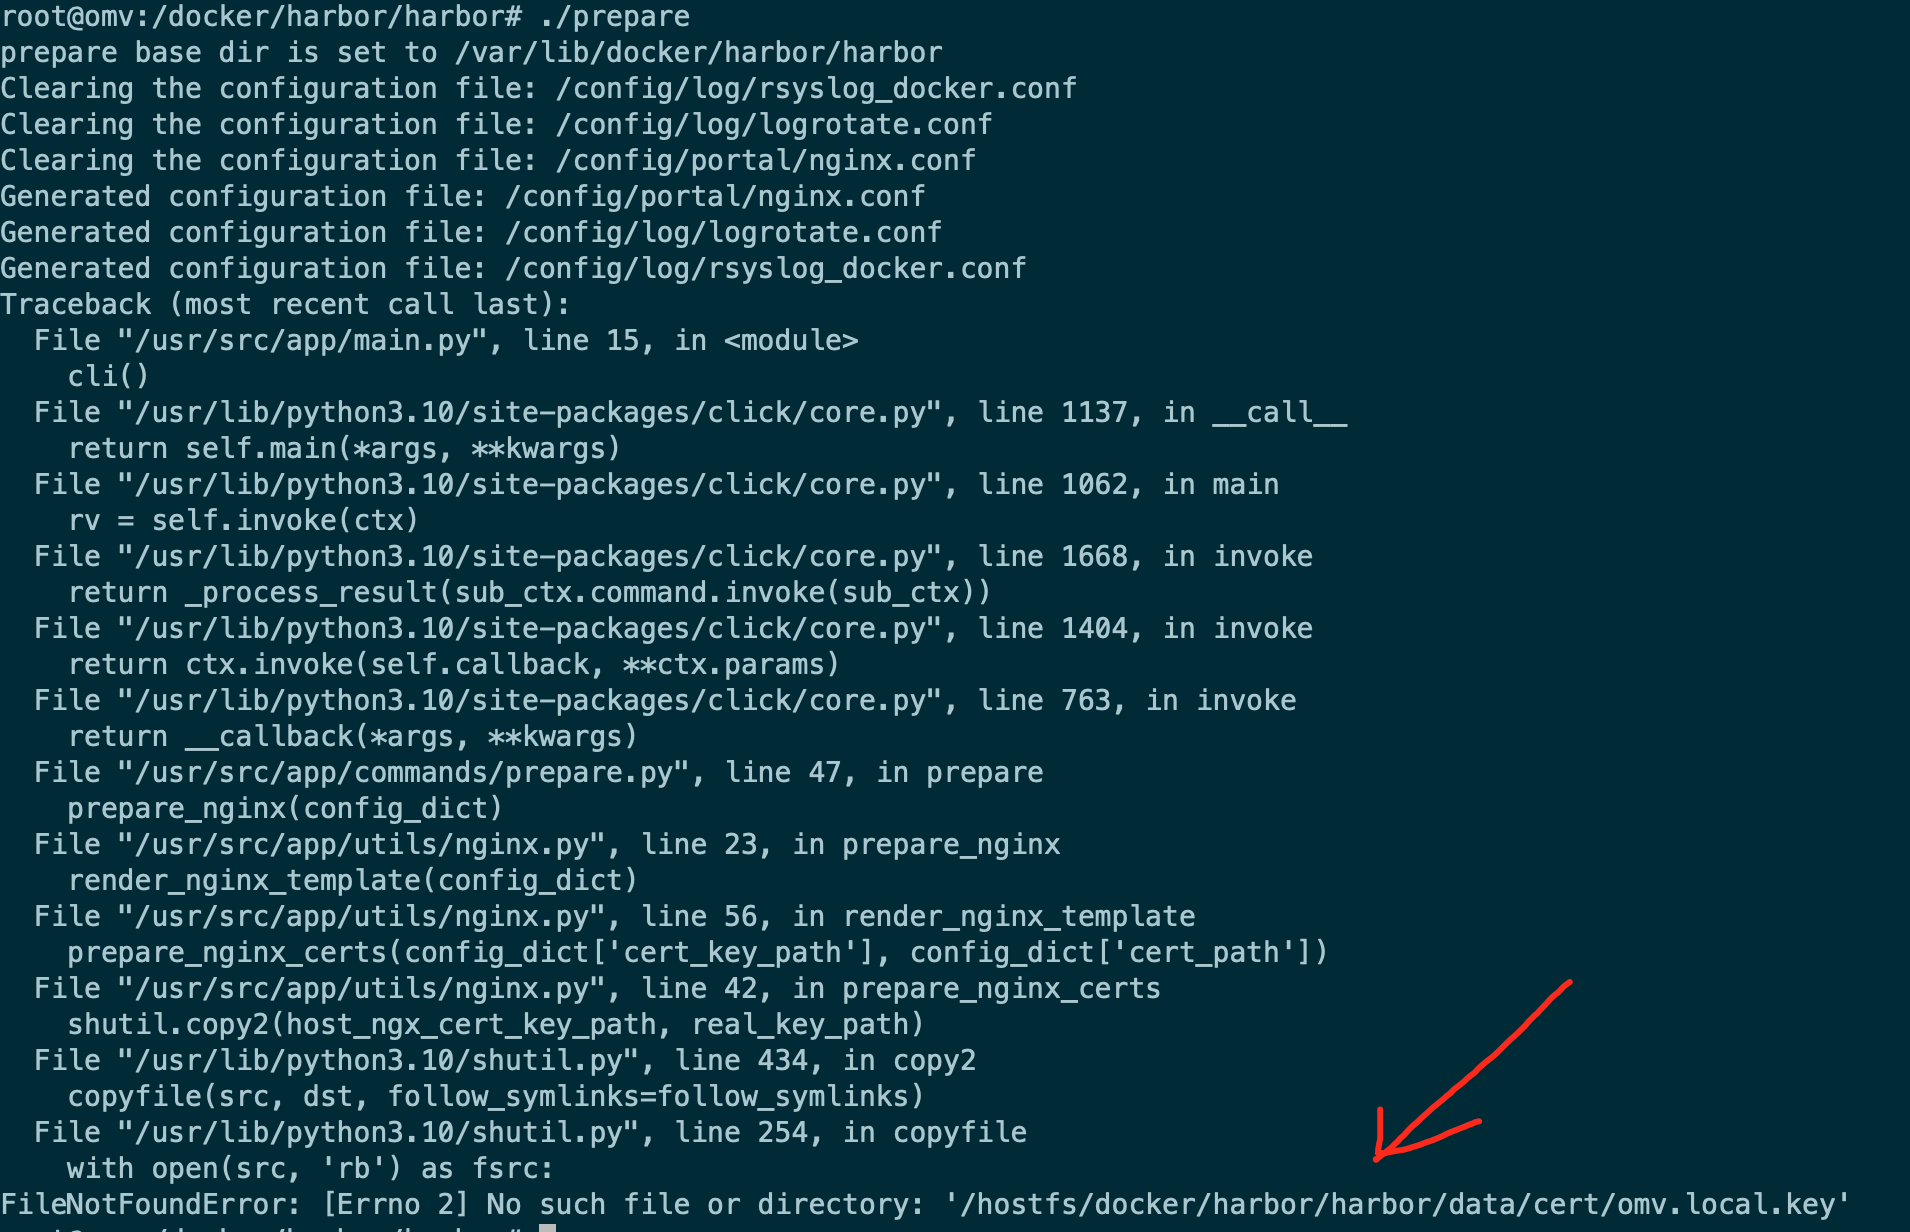 root@omv:/docker/harbor/harbor# ./prepare
prepare base dir is set to /var/lib/docker/harbor/harbor
Clearing the configuration file: /config/log/rsyslog_docker.conf
Clearing the configuration file: /config/log/logrotate.conf
Clearing the configuration file: /config/portal/nginx.conf
Generated configuration file: /config/portal/nginx.conf
Generated configuration file: /config/log/logrotate.conf
Generated configuration file: /config/log/rsyslog_docker.conf
Traceback (most recent call last):
  File "/usr/src/app/main.py", line 15, in <module>
    cli()
  File "/usr/lib/python3.10/site-packages/click/core.py", line 1137, in __call__
    return self.main(*args, **kwargs)
  File "/usr/lib/python3.10/site-packages/click/core.py", line 1062, in main
    rv = self.invoke(ctx)
  File "/usr/lib/python3.10/site-packages/click/core.py", line 1668, in invoke
    return _process_result(sub_ctx.command.invoke(sub_ctx))
  File "/usr/lib/python3.10/site-packages/click/core.py", line 1404, in invoke
    return ctx.invoke(self.callback, **ctx.params)
  File "/usr/lib/python3.10/site-packages/click/core.py", line 763, in invoke
    return __callback(*args, **kwargs)
  File "/usr/src/app/commands/prepare.py", line 47, in prepare
    prepare_nginx(config_dict)
  File "/usr/src/app/utils/nginx.py", line 23, in prepare_nginx
    render_nginx_template(config_dict)
  File "/usr/src/app/utils/nginx.py", line 56, in render_nginx_template
    prepare_nginx_certs(config_dict['cert_key_path'], config_dict['cert_path'])
  File "/usr/src/app/utils/nginx.py", line 42, in prepare_nginx_certs
    shutil.copy2(host_ngx_cert_key_path, real_key_path)
  File "/usr/lib/python3.10/shutil.py", line 434, in copy2
    copyfile(src, dst, follow_symlinks=follow_symlinks)
  File "/usr/lib/python3.10/shutil.py", line 254, in copyfile
    with open(src, 'rb') as fsrc:
FileNotFoundError: [Errno 2] No such file or directory: '/hostfs/docker/harbor/harbor/data/cert/omv.local.key'